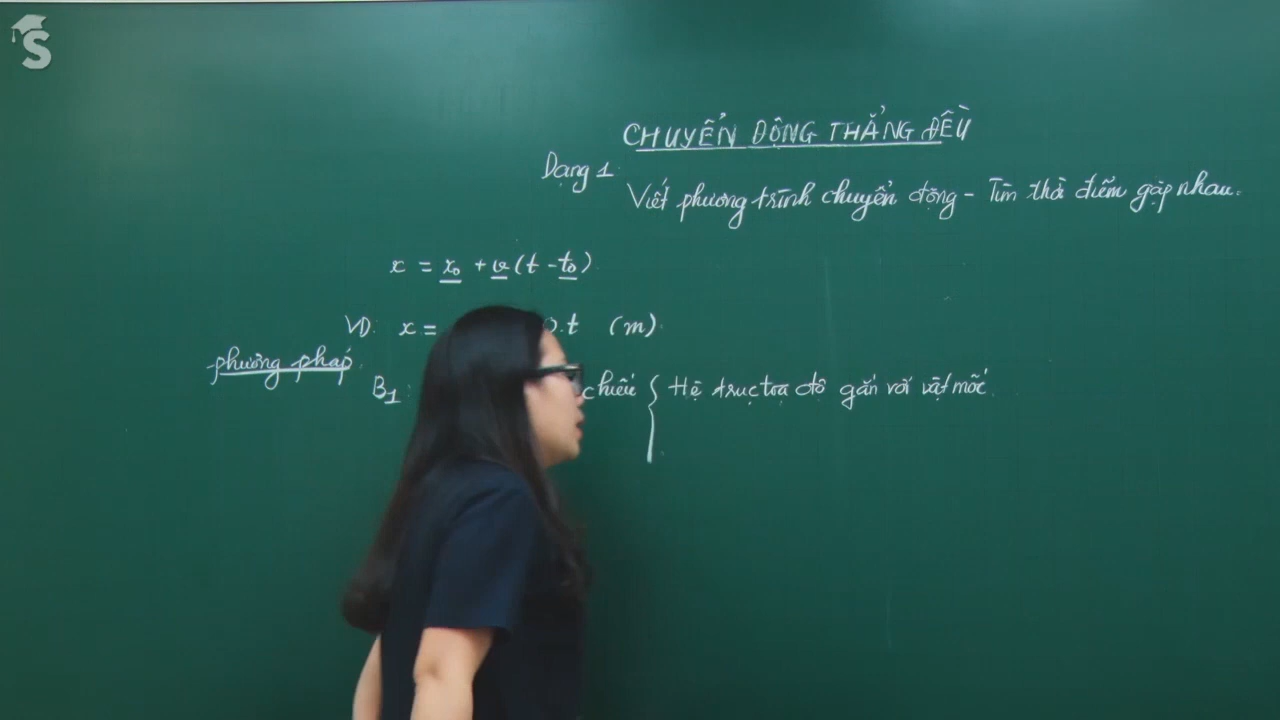 S
CHUYỂN ĐỘNG THẲNG ĐỀU
Dạng 1:
Viết phương trình chuyển động - Tìm thời điểm gặp nhau.
x = x₀ + v(t - t₀)
VD: x = .t (m)
phương pháp
B₁: chiếu { Hệ trục tọa độ gắn với vật mốc.